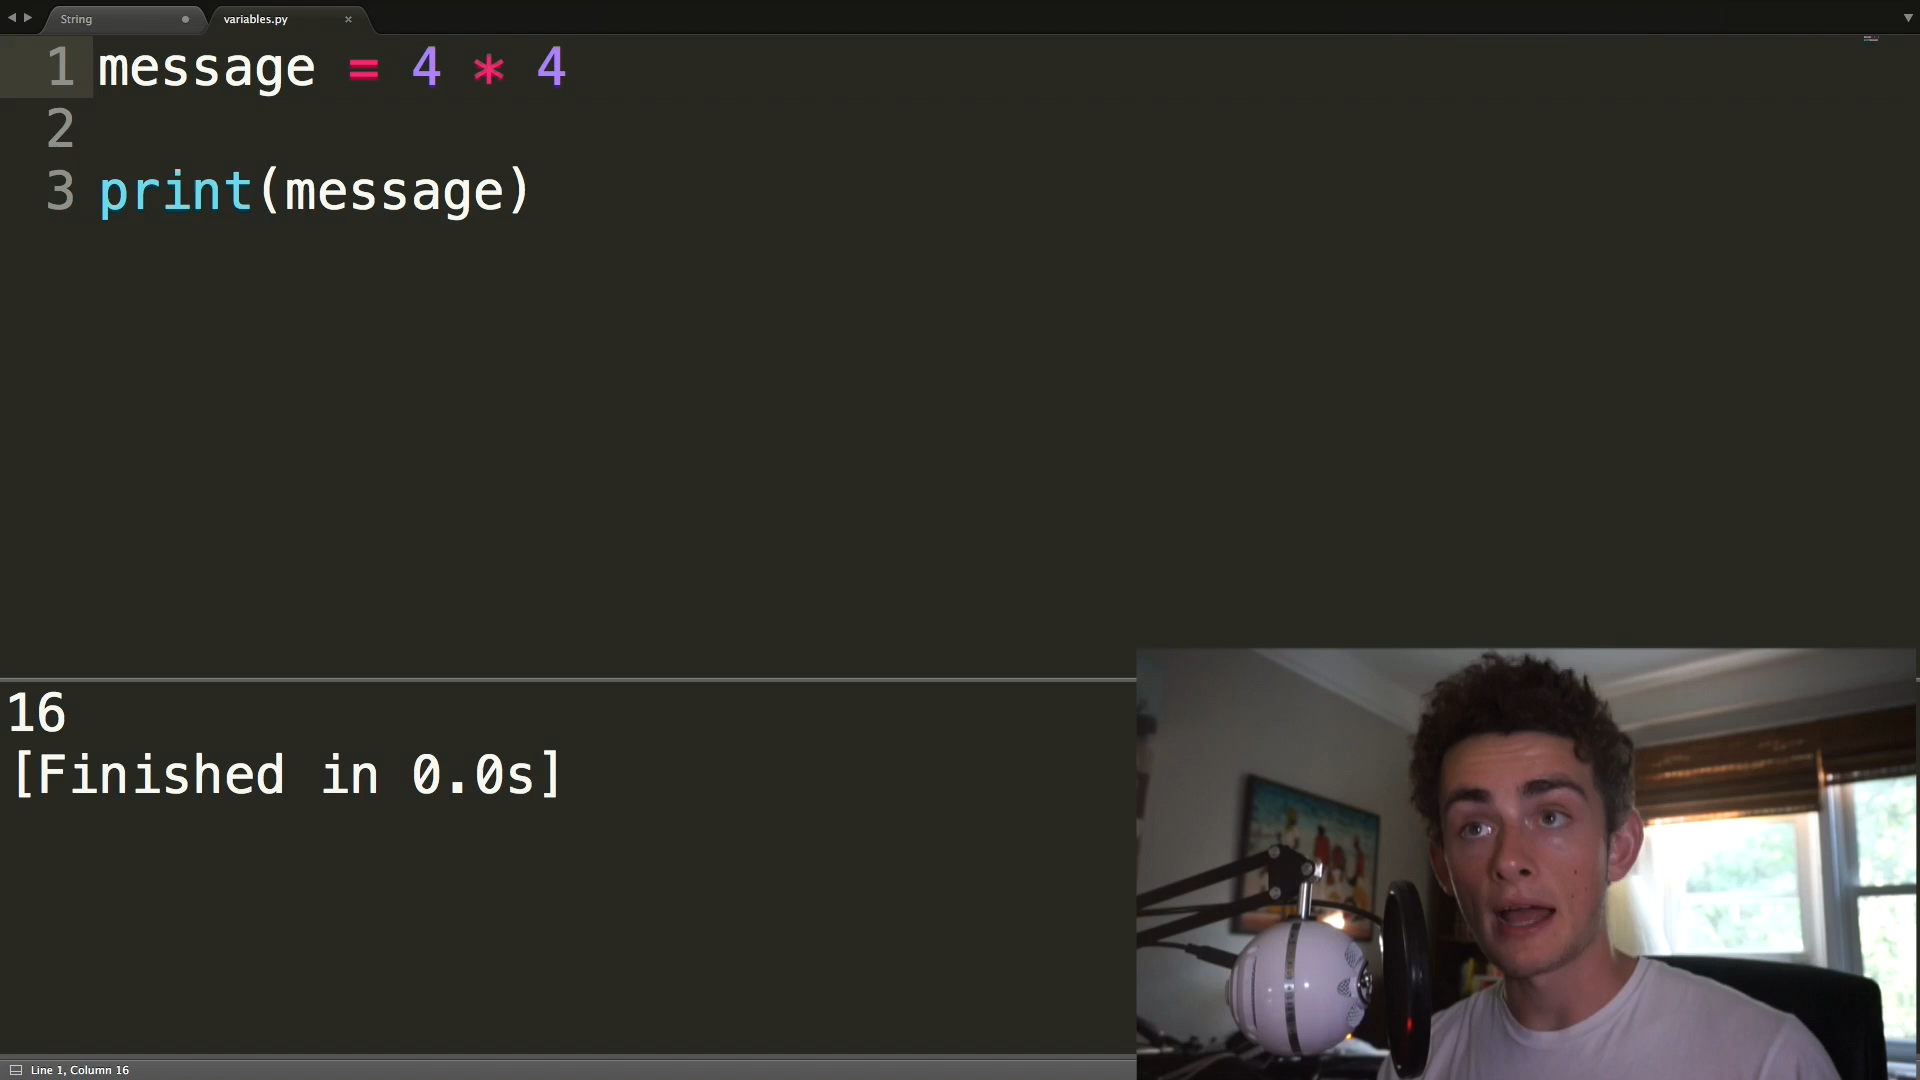 String
variables.py
1 message = 4 * 4
2
3 print(message)
16
[Finished in 0.0s]
Line 1, Column 16